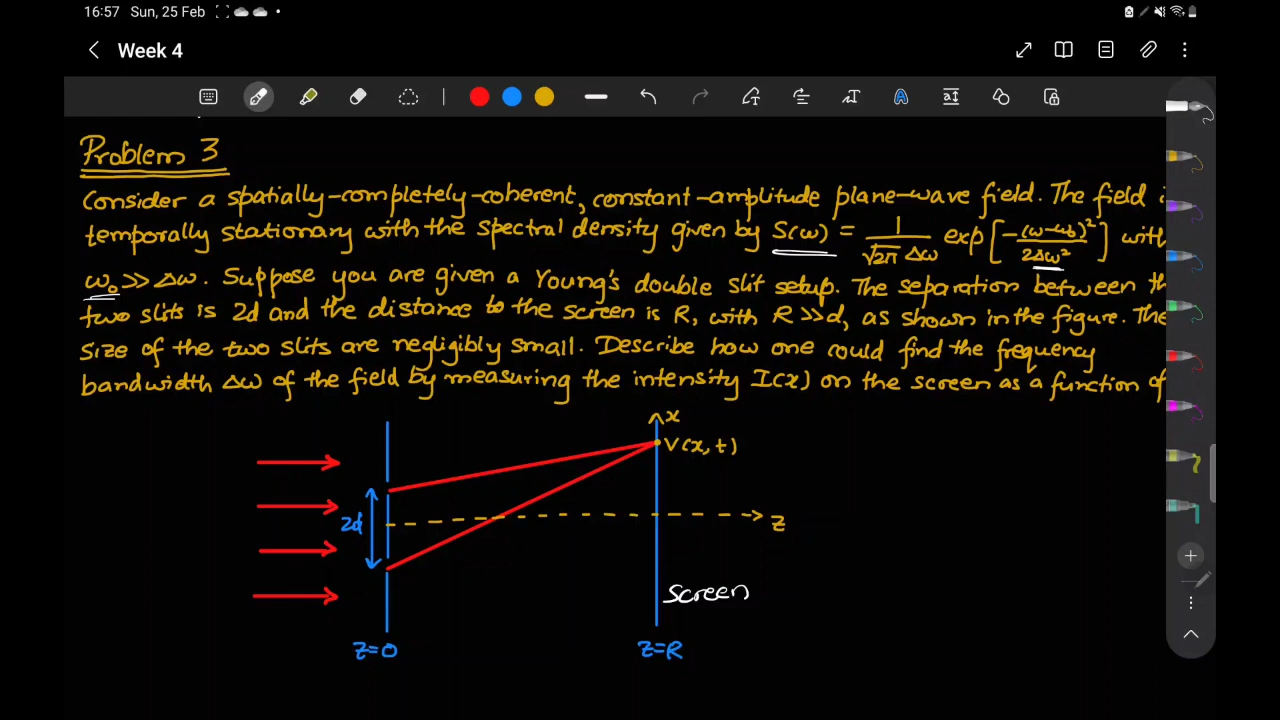 16:57 Sun, 25 Feb
Week 4
Problem 3
Consider a spatially-completely-coherent, constant-amplitude plane-wave field. The field i
temporally stationary with the spectral density given by S(ω) = 1/(√2π Δω) exp[-(ω-ω₀)²/2Δω²] with
ω₀ >> Δω. Suppose you are given a Young's double slit setup. The separation between th
two slits is 2d and the distance to the screen is R, with R >> d, as shown in the figure. The
size of the two slits are negligibly small. Describe how one could find the frequency
bandwidth Δω of the field by measuring the intensity I(x) on the screen as a function of
x
V(x,t)
2d
z
Screen
z=0
z=R